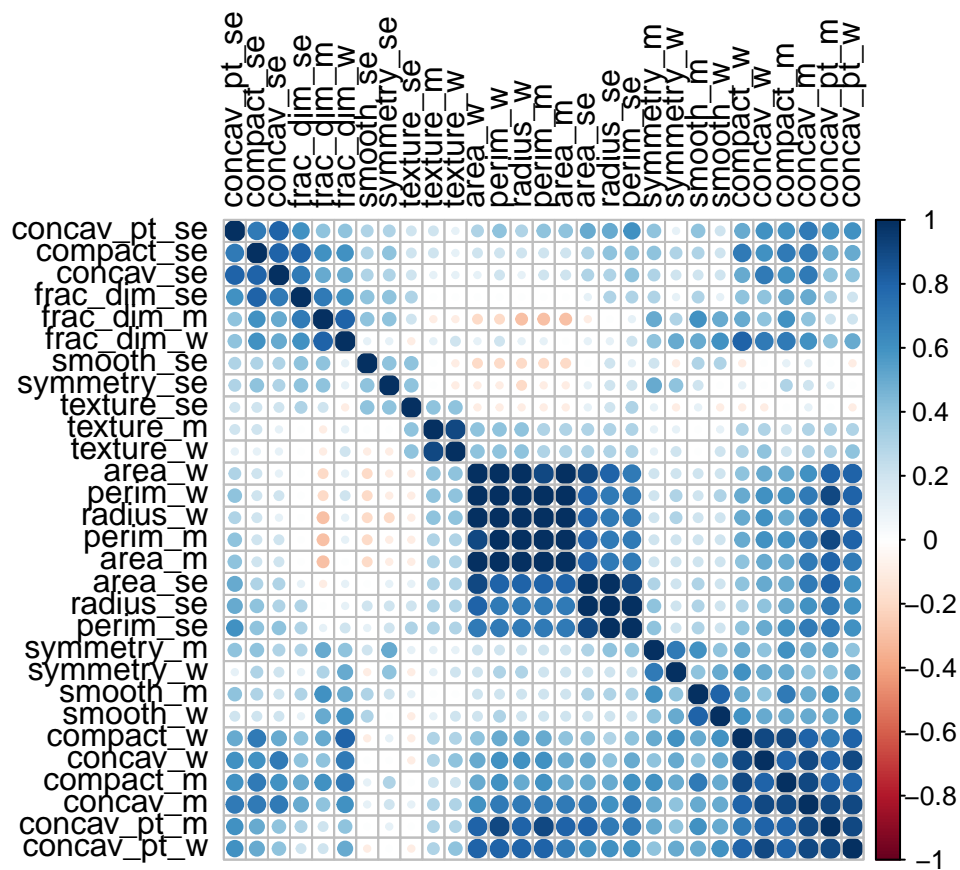 concav_pt_se
compact_se
concav_se
frac_dim_se
frac_dim_m
frac_dim_w
smooth_se
symmetry_se
texture_se
texture_m
texture_w
area_w
perim_w
radius_w
perim_m
area_m
area_se
radius_se
perim_se
symmetry_m
symmetry_w
smooth_m
smooth_w
compact_w
concav_w
compact_m
concav_m
concav_pt_m
concav_pt_w
concav_pt_se
compact_se
concav_se
frac_dim_se
frac_dim_m
frac_dim_w
smooth_se
symmetry_se
texture_se
texture_m
texture_w
area_w
perim_w
radius_w
perim_m
area_m
area_se
radius_se
perim_se
symmetry_m
symmetry_w
smooth_m
smooth_w
compact_w
concav_w
compact_m
concav_m
concav_pt_m
concav_pt_w
1
0.8
0.6
0.4
0.2
0
−0.2
−0.4
−0.6
−0.8
−1